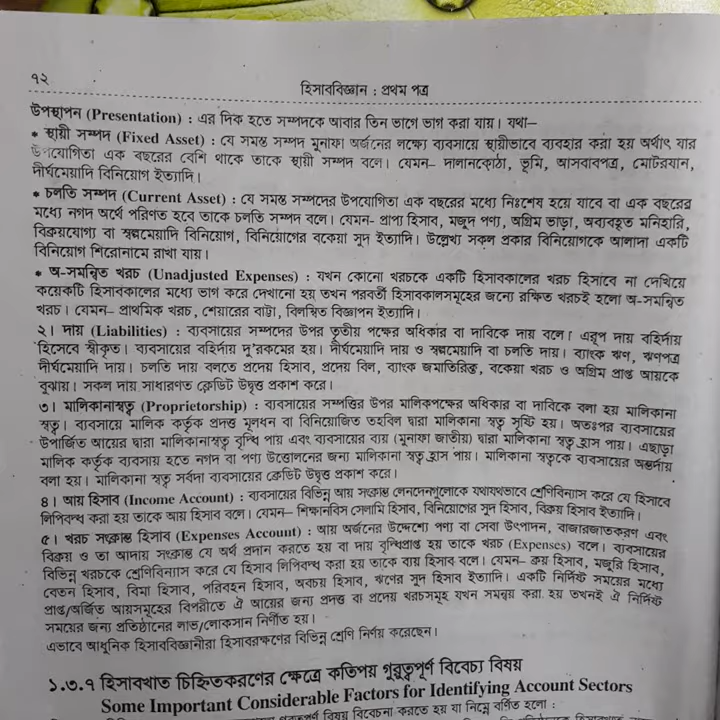 ৭২
হিসাববিজ্ঞান : প্রথম পত্র
উপস্থাপন (Presentation) : এর দিক হতে সম্পদকে আবার তিন ভাগে ভাগ করা যায়। যথা–
* স্থায়ী সম্পদ (Fixed Asset) : যে সমস্ত সম্পদ মুনাফা অর্জনের লক্ষ্যে ব্যবসায়ে স্থায়ীভাবে ব্যবহার করা হয় অর্থাৎ যার
উপযোগিতা এক বছরের বেশি থাকে তাকে স্থায়ী সম্পদ বলে। যেমন– দালানকোঠা, ভূমি, আসবাবপত্র, মোটরযান,
দীর্ঘমেয়াদি বিনিয়োগ ইত্যাদি।
* চলতি সম্পদ (Current Asset) : যে সমস্ত সম্পদের উপযোগিতা এক বছরের মধ্যে নিঃশেষ হয়ে যাবে বা এক বছরের
মধ্যে নগদ অর্থে পরিণত হবে তাকে চলতি সম্পদ বলে। যেমন- প্রাপ্য হিসাব, মজুদ পণ্য, অগ্রিম ভাড়া, অব্যবহৃত মনিহারি,
বিক্রয়যোগ্য বা স্বল্পমেয়াদি বিনিয়োগ, বিনিয়োগের বকেয়া সুদ ইত্যাদি। উল্লেখ্য সকল প্রকার বিনিয়োগকে আলাদা একটি
বিনিয়োগ শিরোনামে রাখা যায়।
* অ-সমন্বিত খরচ (Unadjusted Expenses) : যখন কোনো খরচকে একটি হিসাবকালের খরচ হিসাবে না দেখিয়ে
কয়েকটি হিসাবকালের মধ্যে ভাগ করে দেখানো হয় তখন পরবর্তী হিসাবকালসমূহের জন্যে রক্ষিত খরচই হলো অ-সমন্বিত
খরচ। যেমন– প্রাথমিক খরচ, শেয়ারের বাট্টা, বিলম্বিত বিজ্ঞাপন ইত্যাদি।
২। দায় (Liabilities) : ব্যবসায়ের সম্পদের উপর তৃতীয় পক্ষের অধিকার বা দাবিকে দায় বলে। এরূপ দায় বহির্দায়
হিসেবে স্বীকৃত। ব্যবসায়ের বহির্দায় দু'রকমের হয়। দীর্ঘমেয়াদি দায় ও স্বল্পমেয়াদি বা চলতি দায়। ব্যাংক ঋণ, ঋণপত্র
দীর্ঘমেয়াদি দায়। চলতি দায় বলতে প্রদেয় হিসাব, প্রদেয় বিল, ব্যাংক জমাতিরিক্ত, বকেয়া খরচ ও অগ্রিম প্রাপ্ত আয়কে
বুঝায়। সকল দায় সাধারণত ক্রেডিট উদ্বৃত্ত প্রকাশ করে।
৩। মালিকানাস্বত্ব (Proprietorship) : ব্যবসায়ের সম্পত্তির উপর মালিকপক্ষের অধিকার বা দাবিকে বলা হয় মালিকানা
স্বত্ব। ব্যবসায়ে মালিক কর্তৃক প্রদত্ত মূলধন বা বিনিয়োজিত তহবিল দ্বারা মালিকানা স্বত্ব সৃষ্টি হয়। অতঃপর ব্যবসায়ের
উপার্জিত আয়ের দ্বারা মালিকানাস্বত্ব বৃদ্ধি পায় এবং ব্যবসায়ের ব্যয় (মুনাফা জাতীয়) দ্বারা মালিকানা স্বত্ব হ্রাস পায়। এছাড়া
মালিক কর্তৃক ব্যবসায় হতে নগদ বা পণ্য উত্তোলনের জন্য মালিকানা স্বত্ব হ্রাস পায়। মালিকানা স্বত্বকে ব্যবসায়ের অন্তর্দায়
বলা হয়। মালিকানা স্বত্ব সর্বদা ব্যবসায়ের ক্রেডিট উদ্বৃত্ত প্রকাশ করে।
৪। আয় হিসাব (Income Account) : ব্যবসায়ের বিভিন্ন আয় সংক্রান্ত লেনদেনগুলোকে যথাযথভাবে শ্রেণিবিন্যাস করে যে হিসাবে
লিপিবদ্ধ করা হয় তাকে আয় হিসাব বলে। যেমন– শিক্ষানবিস সেলামি হিসাব, বিনিয়োগের সুদ হিসাব, বিক্রয় হিসাব ইত্যাদি।
৫। খরচ সংক্রান্ত হিসাব (Expenses Account) : আয় অর্জনের উদ্দেশ্যে পণ্য বা সেবা উৎপাদন, বাজারজাতকরণ এবং
বিক্রয় ও তা আদায় সংক্রান্ত যে অর্থ প্রদান করতে হয় বা দায় বৃদ্ধিপ্রাপ্ত হয় তাকে খরচ (Expenses) বলে। ব্যবসায়ের
বিভিন্ন খরচকে শ্রেণিবিন্যাস করে যে হিসাব লিপিবদ্ধ করা হয় তাকে ব্যয় হিসাব বলে। যেমন– ক্রয় হিসাব, মজুরি হিসাব,
বেতন হিসাব, বিমা হিসাব, পরিবহন হিসাব, অবচয় হিসাব, ঋণের সুদ হিসাব ইত্যাদি। একটি নির্দিষ্ট সময়ের মধ্যে
প্রাপ্ত/অর্জিত আয়সমূহের বিপরীতে ঐ আয়ের জন্য প্রদত্ত বা প্রদেয় খরচসমূহ যখন সমন্বয় করা হয় তখনই ঐ নির্দিষ্ট
সময়ের জন্য প্রতিষ্ঠানের লাভ/লোকসান নির্ণীত হয়।
এভাবে আধুনিক হিসাববিজ্ঞানীরা হিসাবরক্ষণের বিভিন্ন শ্রেণি নির্ণয় করেছেন।
১.৩.৭ হিসাবখাত চিহ্নিতকরণের ক্ষেত্রে কতিপয় গুরুত্বপূর্ণ বিবেচ্য বিষয়
Some Important Considerable Factors for Identifying Account Sectors
বিষয় বিবেচনা করতে হয় যা নিম্নে বর্ণিত হলো :